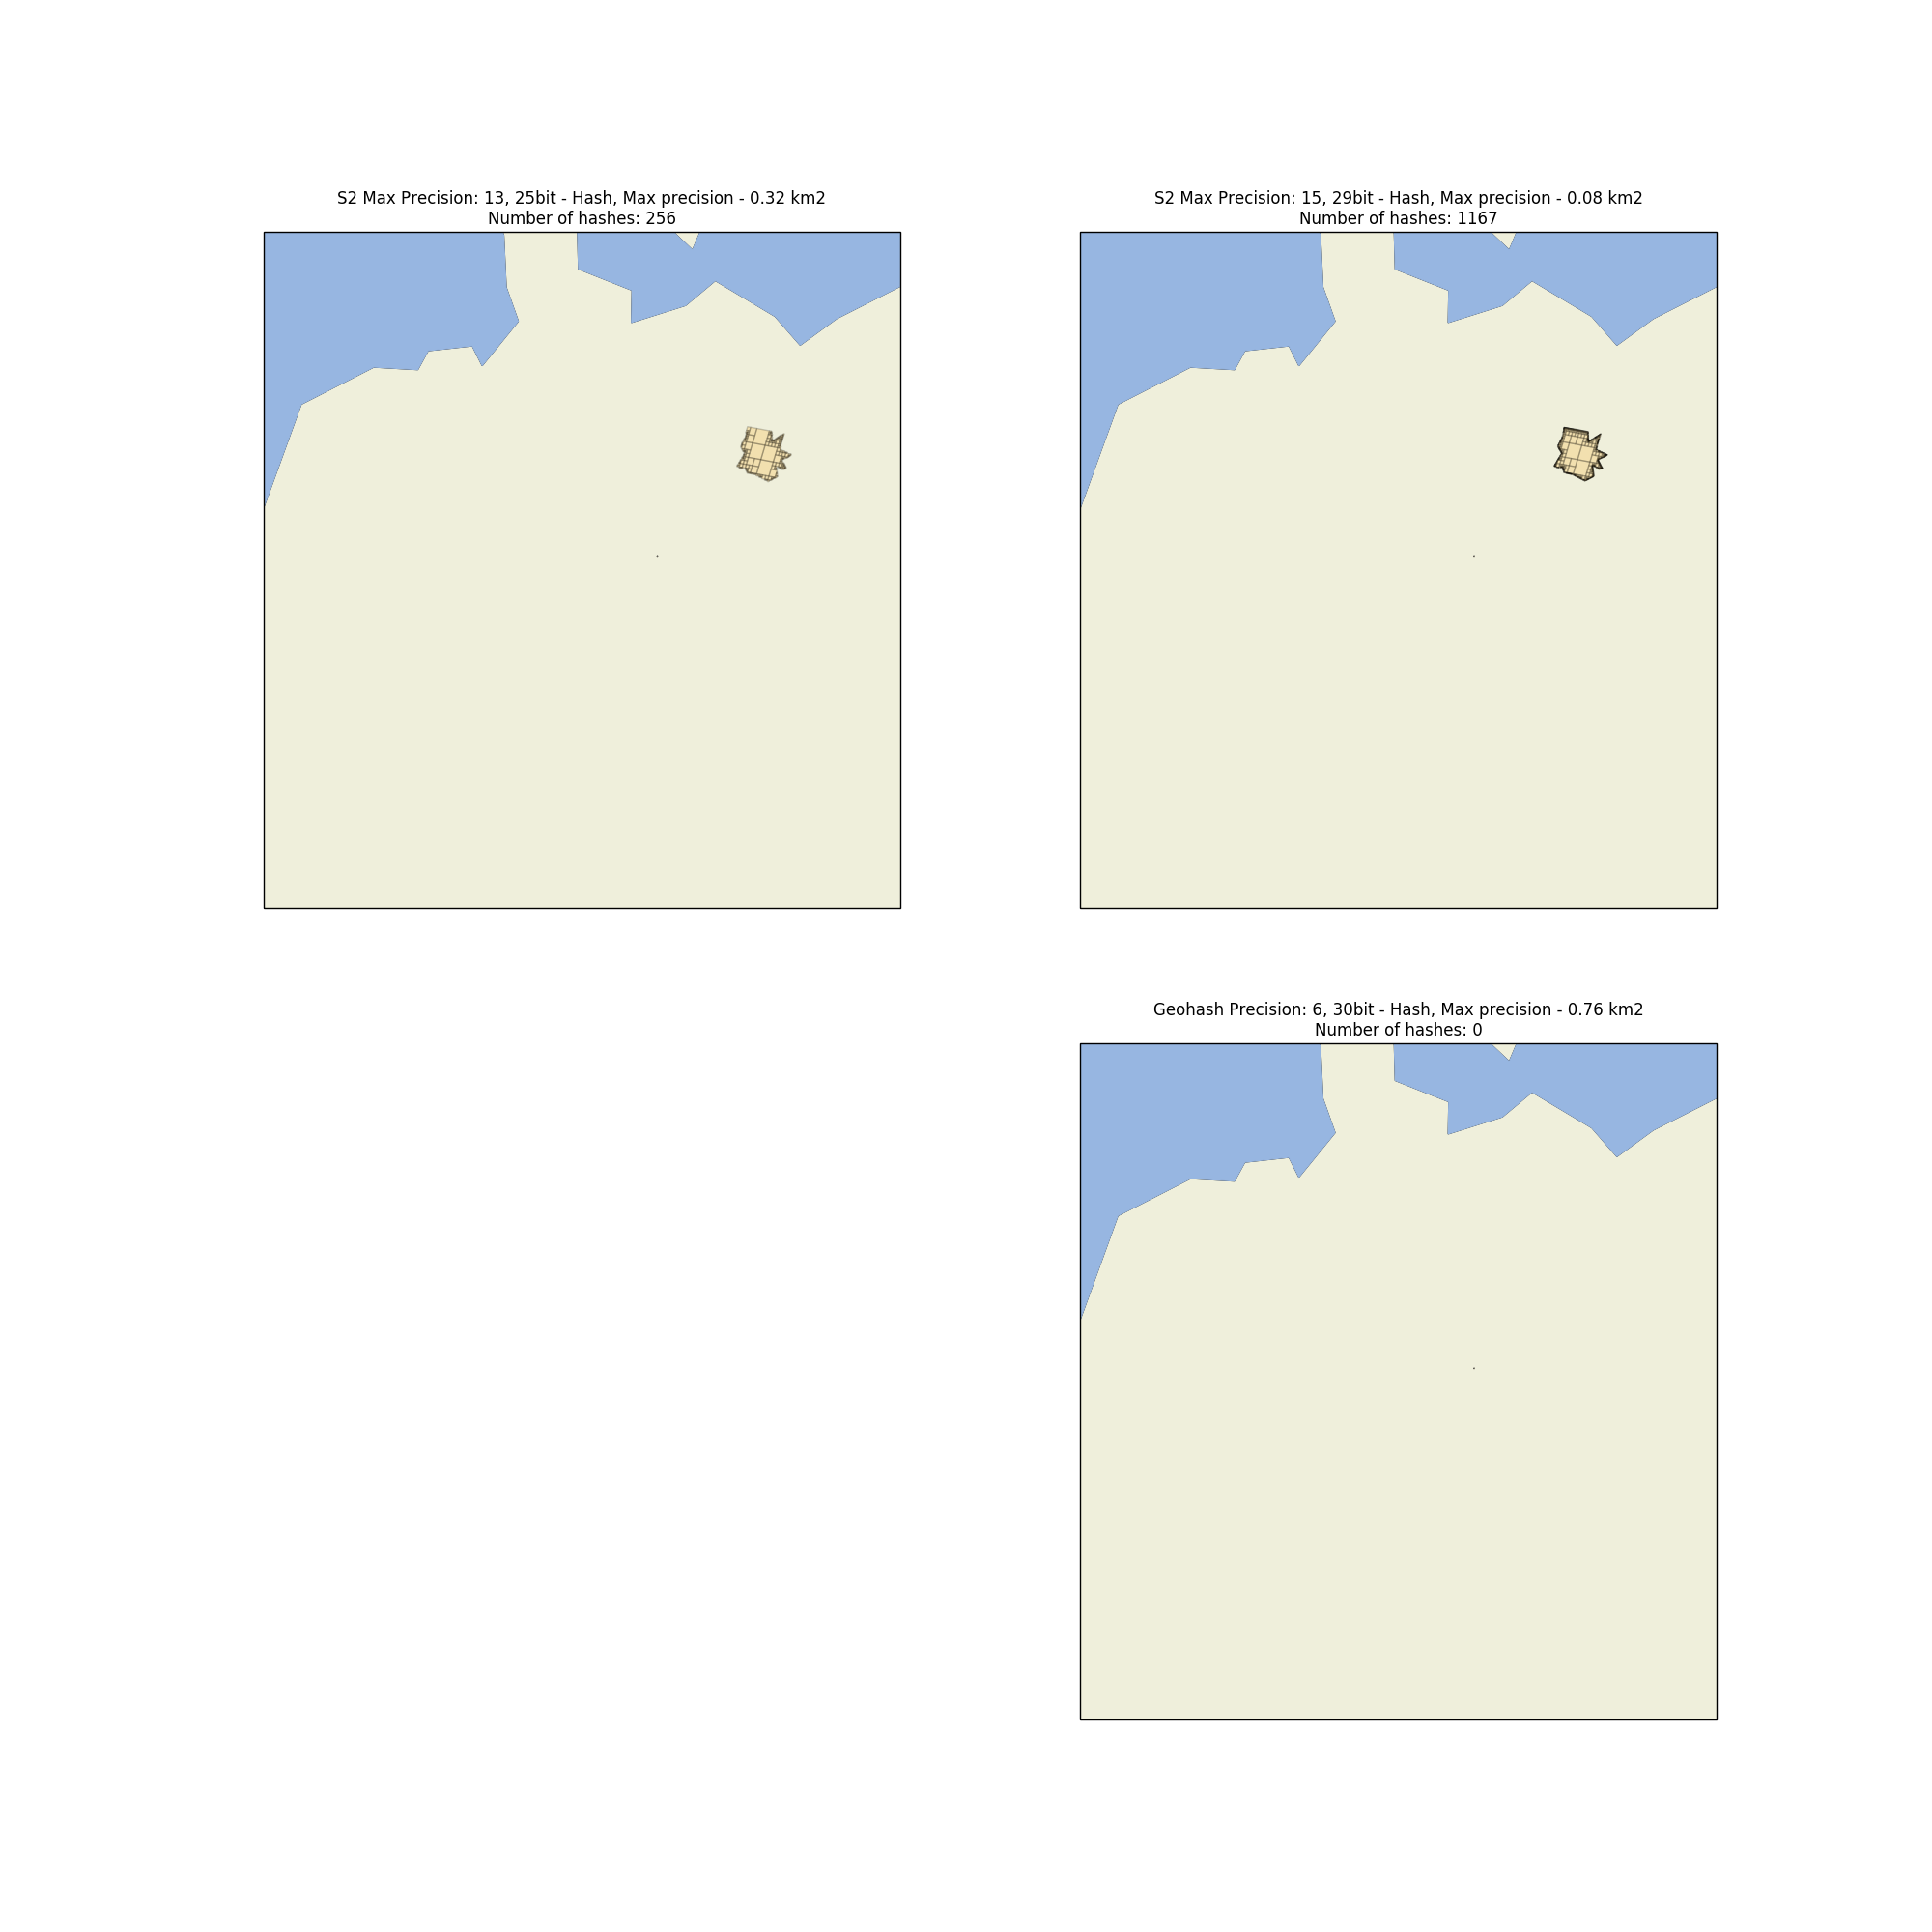 S2 Max Precision: 13, 25bit - Hash, Max precision - 0.32 km2
Number of hashes: 256
S2 Max Precision: 15, 29bit - Hash, Max precision - 0.08 km2
Number of hashes: 1167
Geohash Precision: 6, 30bit - Hash, Max precision - 0.76 km2
Number of hashes: 0